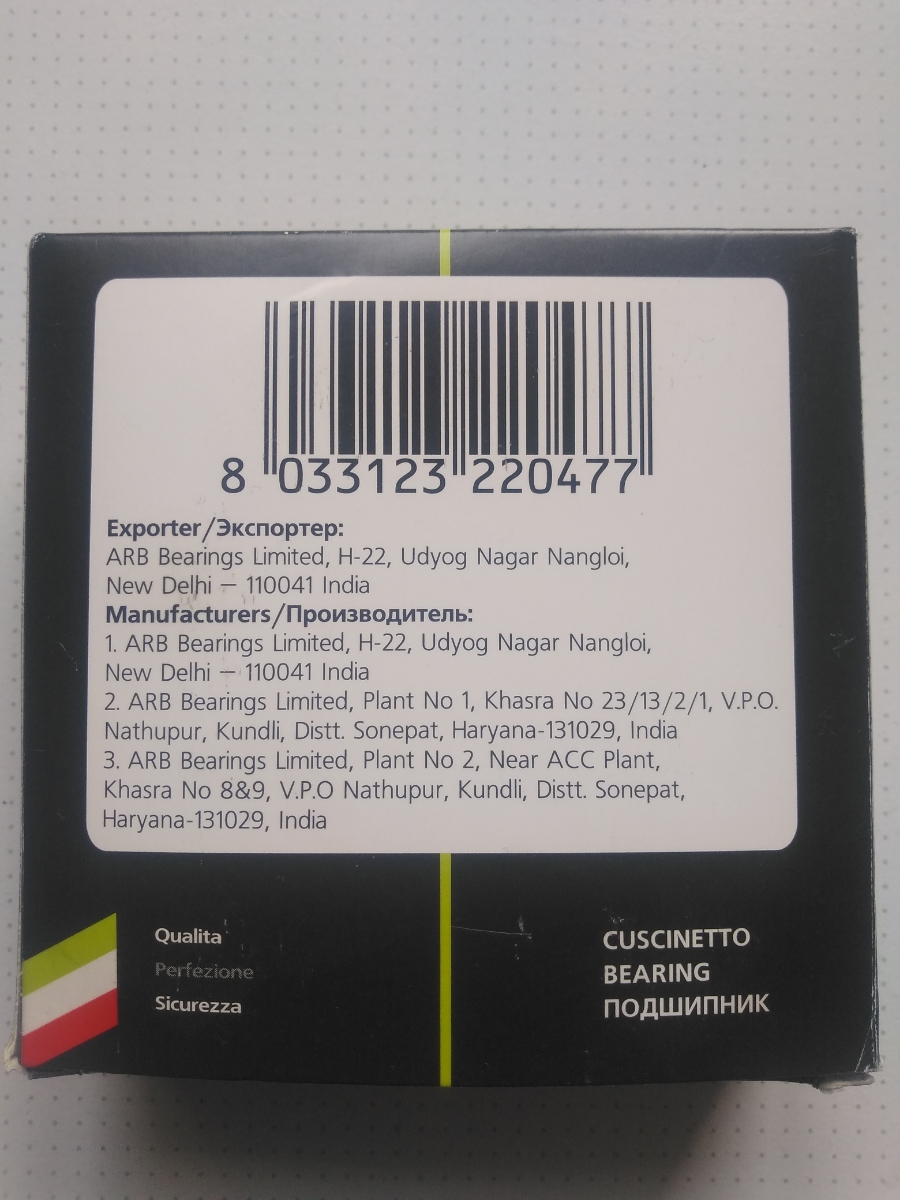 8 033123 220477
Exporter/Экспортер:
ARB Bearings Limited, H-22, Udyog Nagar Nangloi,
New Delhi – 110041 India
Manufacturers/Производитель:
1. ARB Bearings Limited, H-22, Udyog Nagar Nangloi,
New Delhi – 110041 India
2. ARB Bearings Limited, Plant No 1, Khasra No 23/13/2/1, V.P.O.
Nathupur, Kundli, Distt. Sonepat, Haryana-131029, India
3. ARB Bearings Limited, Plant No 2, Near ACC Plant,
Khasra No 8&9, V.P.O Nathupur, Kundli, Distt. Sonepat,
Haryana-131029, India
Qualita
Perfezione
Sicurezza
CUSCINETTO
BEARING
ПОДШИПНИК